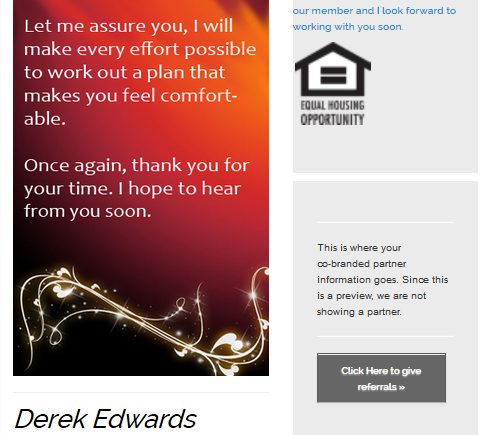 Let me assure you, I will
make every effort possible
to work out a plan that
makes you feel comfort-
able.
Once again, thank you for
your time. I hope to hear
from you soon.
Derek Edwards
our member and I look forward to
working with you soon.
EQUAL HOUSING
OPPORTUNITY
This is where your
co-branded partner
information goes. Since this
is a preview, we are not
showing a partner.
Click Here to give
referrals »